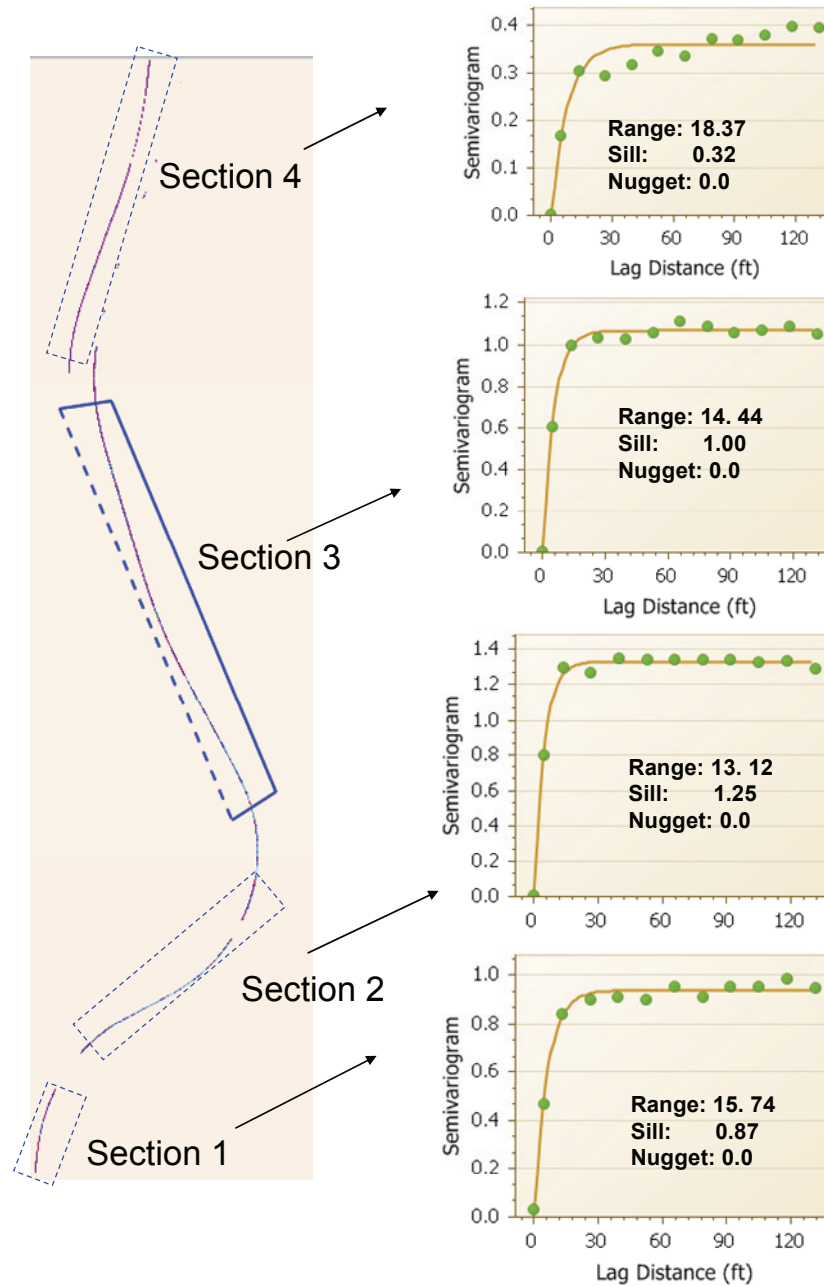 Section 4
Semivariogram
0.4
0.3
0.2
0.1
0.0
Range: 18.37
Sill: 0.32
Nugget: 0.0
0 30 60 90 120
Lag Distance (ft)
Section 3
Semivariogram
1.2
1.0
0.8
0.6
0.4
0.2
0.0
Range: 14. 44
Sill: 1.00
Nugget: 0.0
0 30 60 90 120
Lag Distance (ft)
Section 2
Semivariogram
1.4
1.2
1.0
0.8
0.6
0.4
0.2
0.0
Range: 13. 12
Sill: 1.25
Nugget: 0.0
0 30 60 90 120
Lag Distance (ft)
Section 1
Semivariogram
1.0
0.8
0.6
0.4
0.2
0.0
Range: 15. 74
Sill: 0.87
Nugget: 0.0
0 30 60 90 120
Lag Distance (ft)